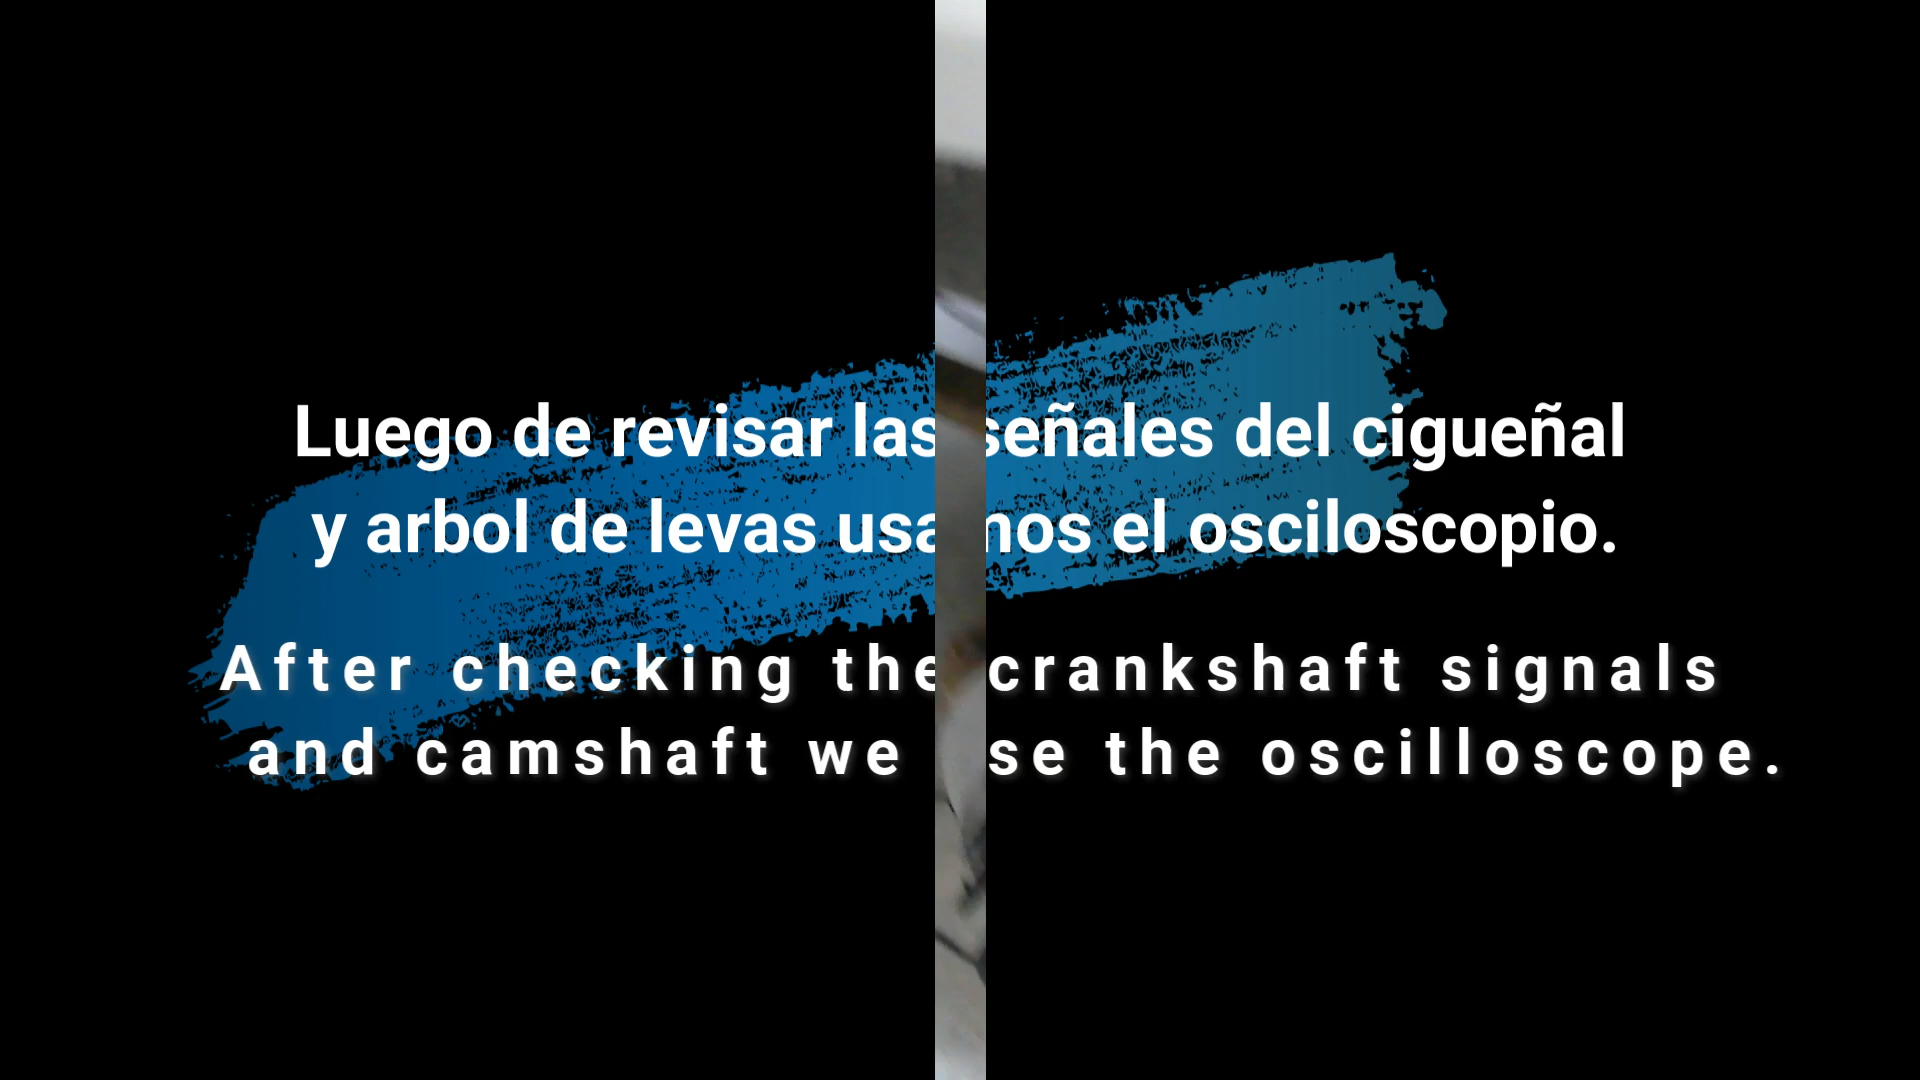 Luego de revisar las señales del cigueñal
y arbol de levas usamos el osciloscopio.
After checking the crankshaft signals
and camshaft we use the oscilloscope.